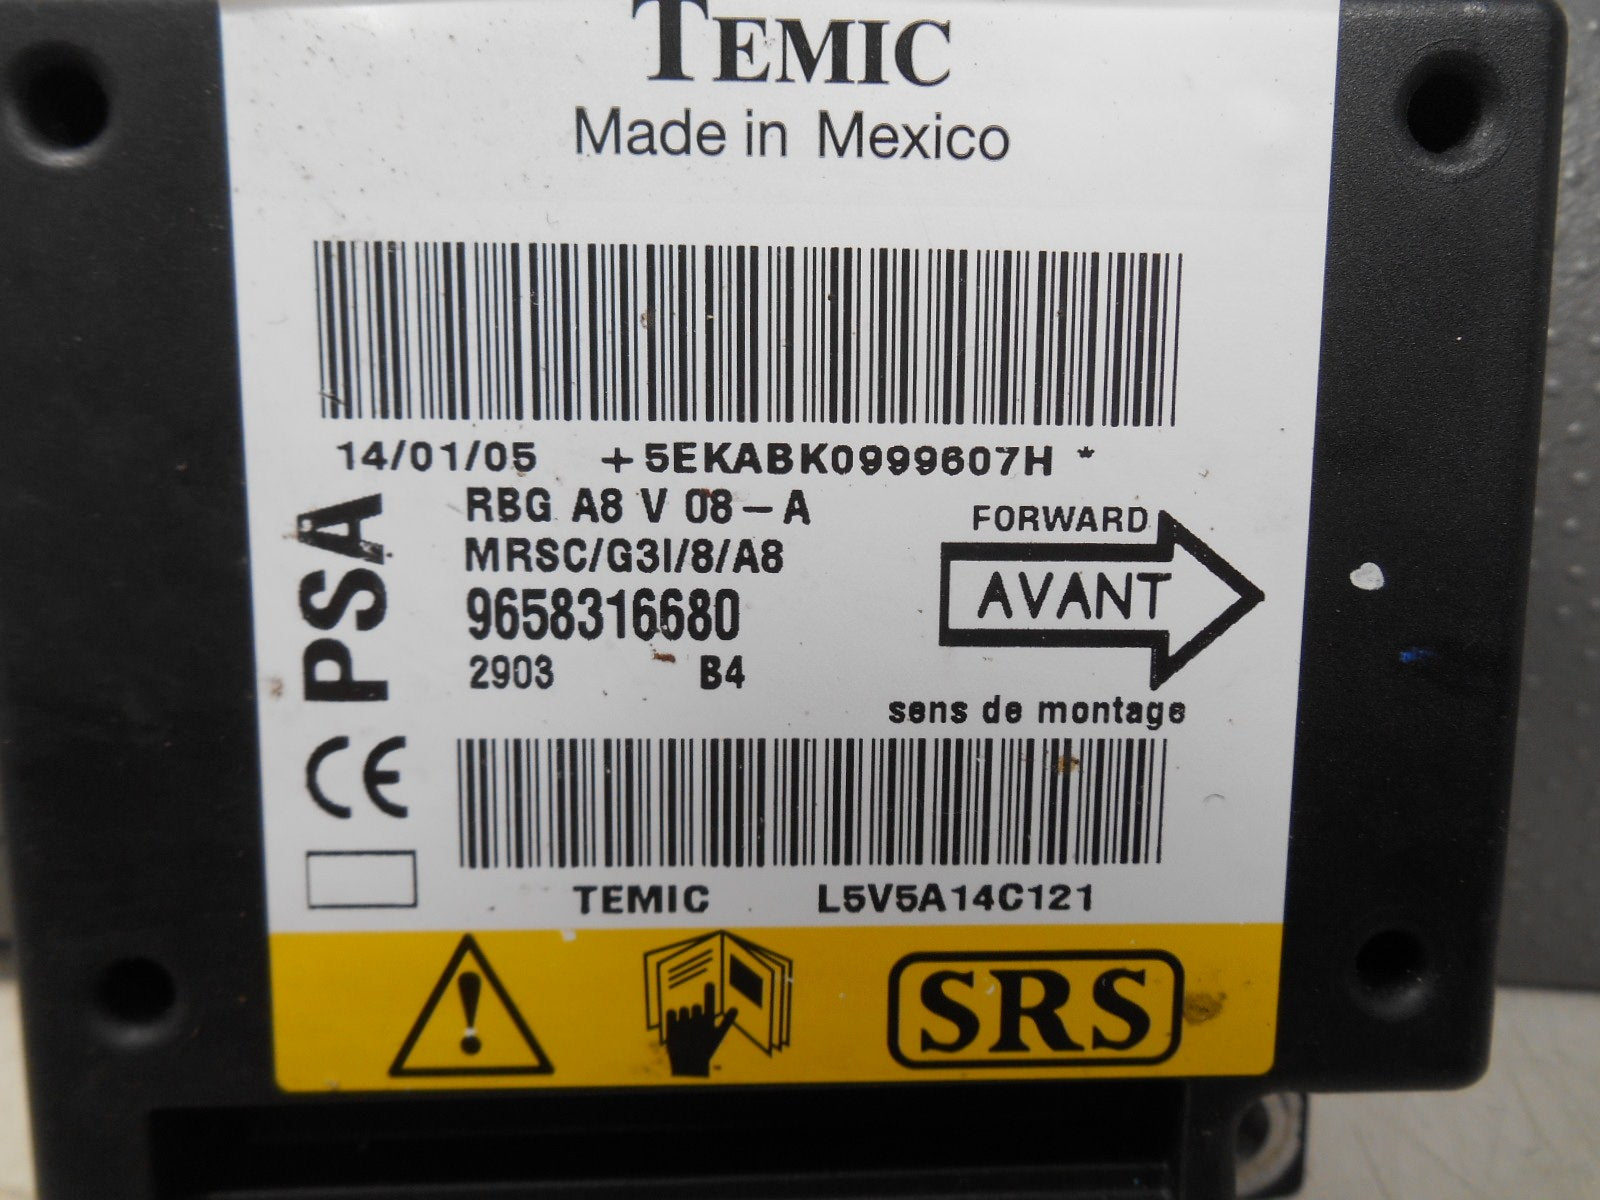 TEMIC
Made in Mexico
14/01/05 +5EKABK0999607H *
PSA
RBG A8 V 08-A
MRSC/G3I/8/A8
9658316680
2903 B4
FORWARD
AVANT
sens de montage
CE
TEMIC L5V5A14C121
SRS